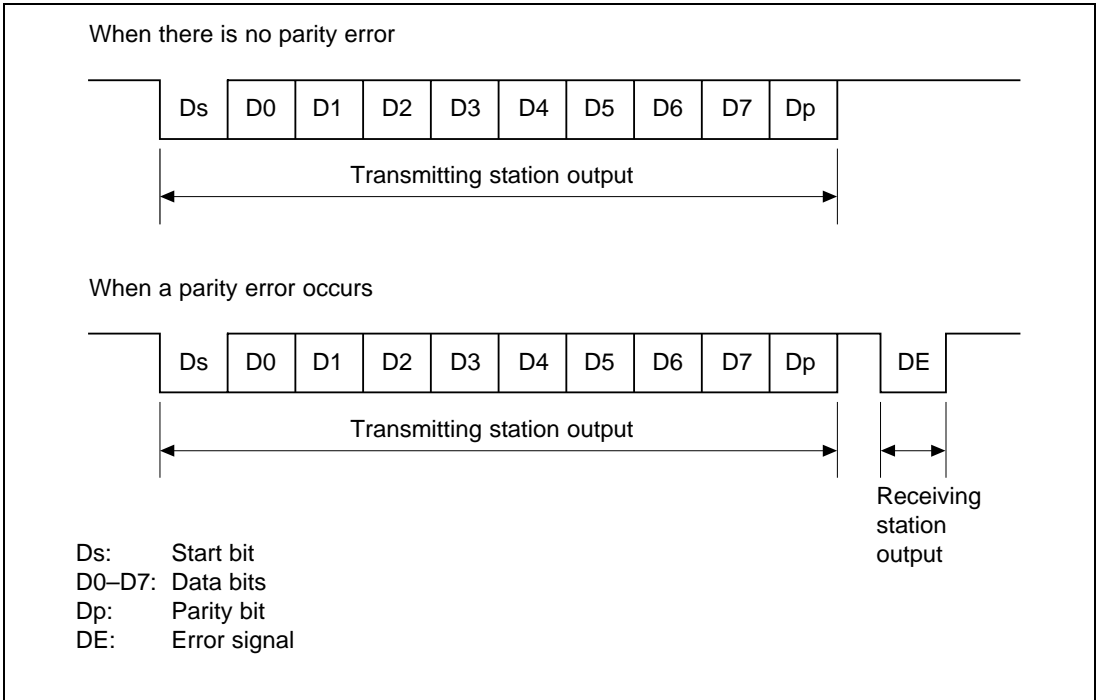 When there is no parity error
Ds D0 D1 D2 D3 D4 D5 D6 D7 Dp
Transmitting station output
When a parity error occurs
Ds D0 D1 D2 D3 D4 D5 D6 D7 Dp DE
Transmitting station output
Receiving
station
output
Ds: Start bit
D0–D7: Data bits
Dp: Parity bit
DE: Error signal